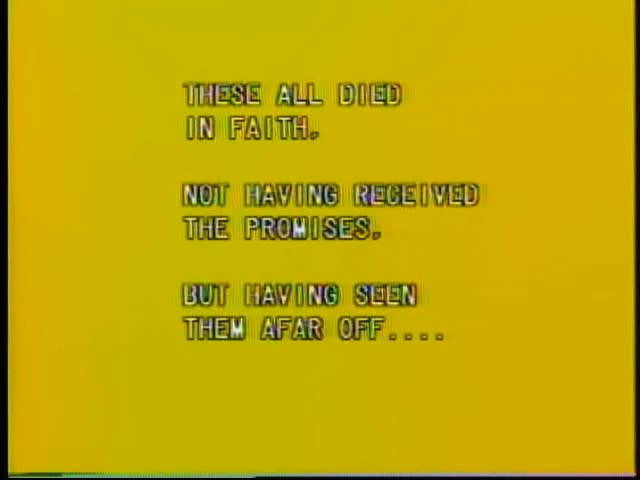 THESE ALL DIED
IN FAITH,
NOT HAVING RECEIVED
THE PROMISES,
BUT HAVING SEEN
THEM AFAR OFF....